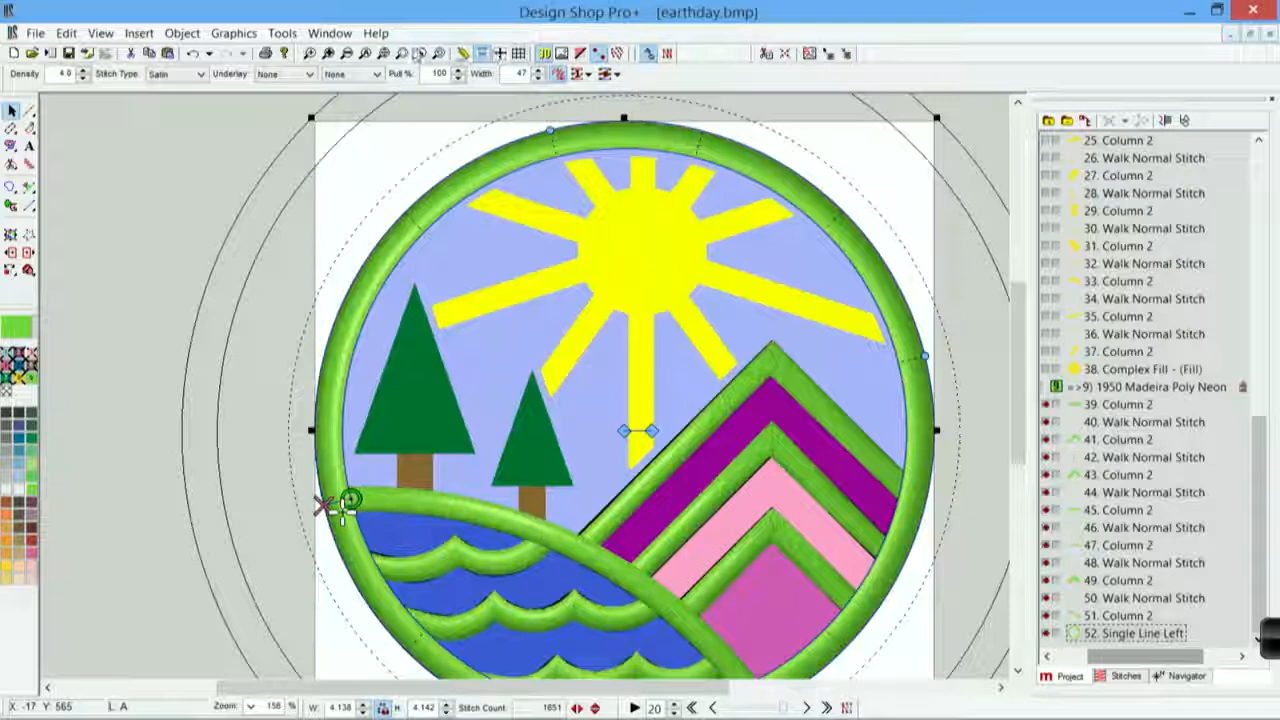 Design Shop Pro+ [earthday.bmp]
File Edit View Insert Object Graphics Tools Window Help
Density 4.0 Stitch Type: Satin Underlay: None None Pull % 100 Width: 47
25. Column 2
26. Walk Normal Stitch
27. Column 2
28. Walk Normal Stitch
29. Column 2
30. Walk Normal Stitch
31. Column 2
32. Walk Normal Stitch
33. Column 2
34. Walk Normal Stitch
35. Column 2
36. Walk Normal Stitch
37. Column 2
38. Complex Fill - (Fill)
=>9) 1950 Madeira Poly Neon
39. Column 2
40. Walk Normal Stitch
41. Column 2
42. Walk Normal Stitch
43. Column 2
44. Walk Normal Stitch
45. Column 2
46. Walk Normal Stitch
47. Column 2
48. Walk Normal Stitch
49. Column 2
50. Walk Normal Stitch
51. Column 2
52. Single Line Left
Project Stitches Navigator
X -17 Y 565 L A Zoom: 156 % W: 4.138 H: 4.142 Stitch Count: 1651 20